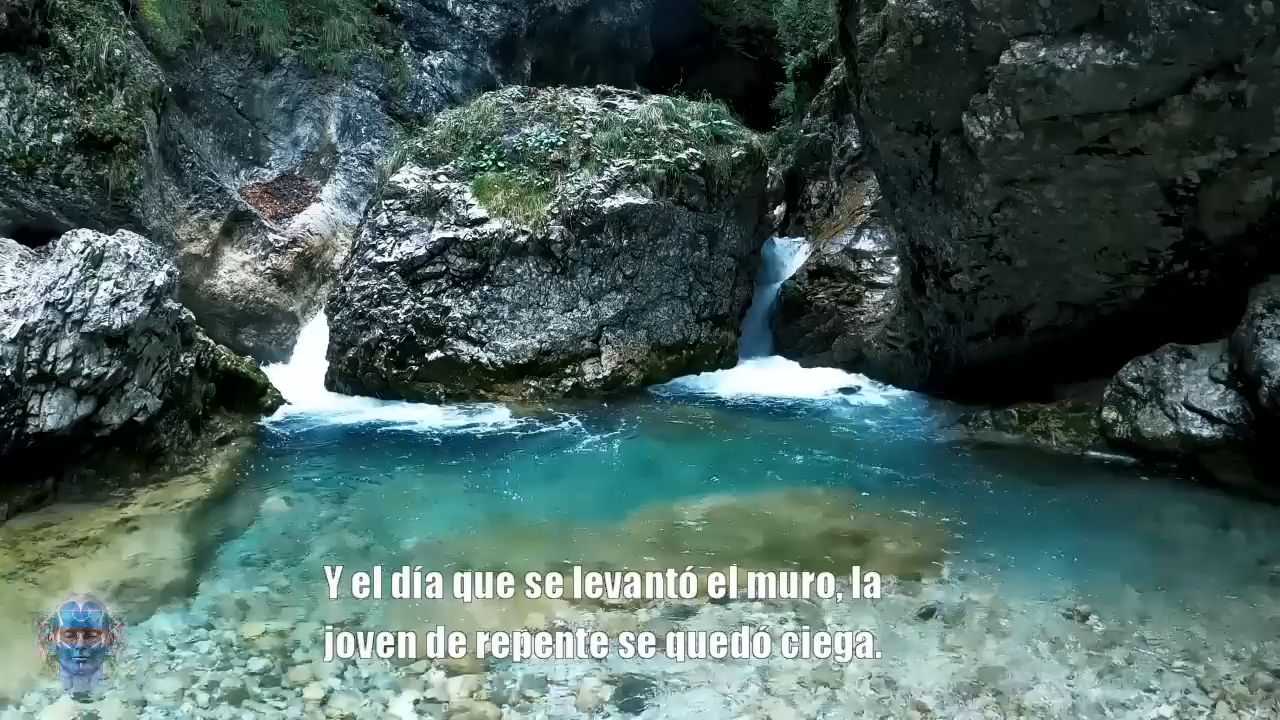 Y el día que se levantó el muro, la
joven de repente se quedó ciega.